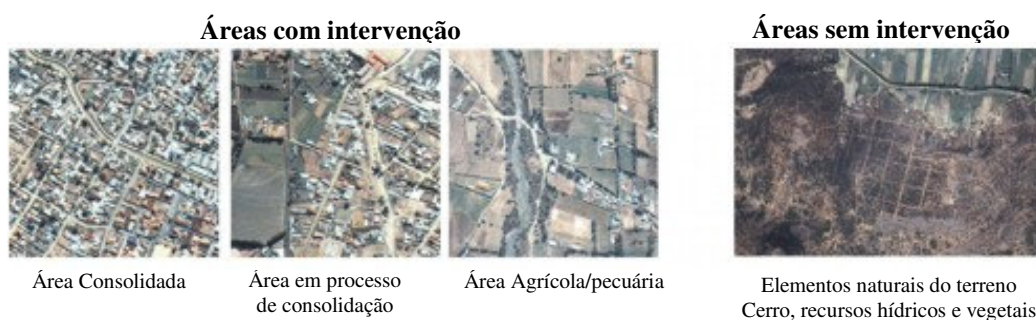 Áreas com intervenção
Áreas sem intervenção
Área Consolidada
Área em processo
de consolidação
Área Agrícola/pecuária
Elementos naturais do terreno
Cerro, recursos hídricos e vegetais